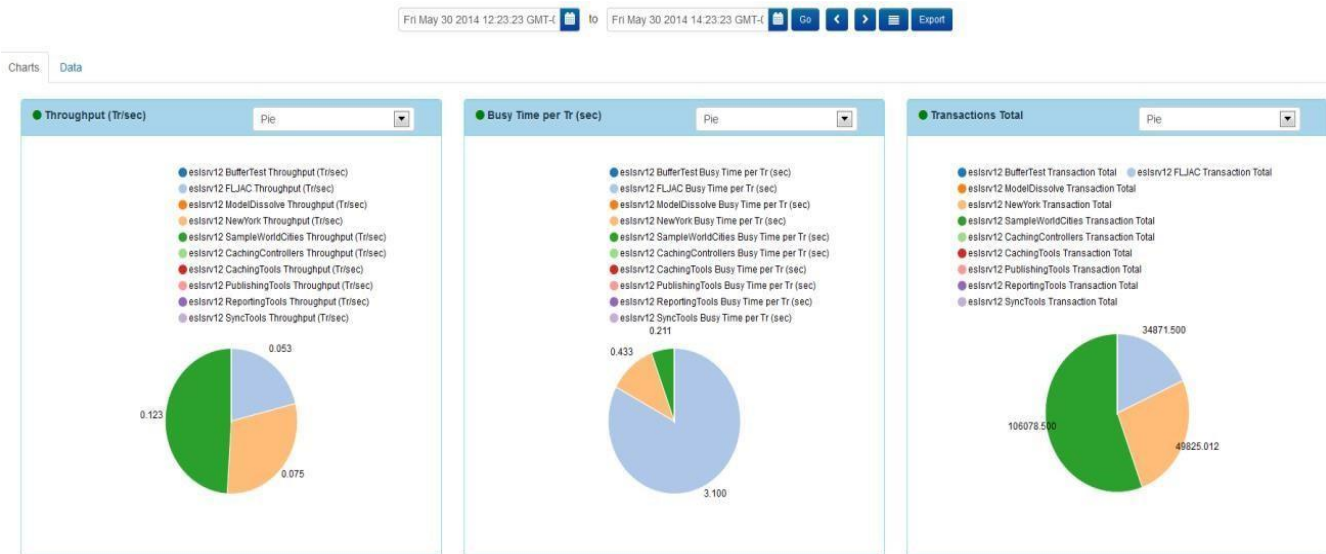 Fri May 30 2014 12:23:23 GMT-( to Fri May 30 2014 14:23:23 GMT-( Go Export
Charts Data
Throughput (Tr/sec) Pie
eslsrv12 BufferTest Throughput (Tr/sec)
eslsrv12 FLJAC Throughput (Tr/sec)
eslsrv12 ModelDissolve Throughput (Tr/sec)
eslsrv12 NewYork Throughput (Tr/sec)
eslsrv12 SampleWorldCities Throughput (Tr/sec)
eslsrv12 CachingControllers Throughput (Tr/sec)
eslsrv12 CachingTools Throughput (Tr/sec)
eslsrv12 PublishingTools Throughput (Tr/sec)
eslsrv12 ReportingTools Throughput (Tr/sec)
eslsrv12 SyncTools Throughput (Tr/sec)
0.053
0.123
0.075
Busy Time per Tr (sec) Pie
eslsrv12 BufferTest Busy Time per Tr (sec)
eslsrv12 FLJAC Busy Time per Tr (sec)
eslsrv12 ModelDissolve Busy Time per Tr (sec)
eslsrv12 NewYork Busy Time per Tr (sec)
eslsrv12 SampleWorldCities Busy Time per Tr (sec)
eslsrv12 CachingControllers Busy Time per Tr (sec)
eslsrv12 CachingTools Busy Time per Tr (sec)
eslsrv12 PublishingTools Busy Time per Tr (sec)
eslsrv12 ReportingTools Busy Time per Tr (sec)
eslsrv12 SyncTools Busy Time per Tr (sec)
0.211
0.433
3.100
Transactions Total Pie
eslsrv12 BufferTest Transaction Total eslsrv12 FLJAC Transaction Total
eslsrv12 ModelDissolve Transaction Total
eslsrv12 NewYork Transaction Total
eslsrv12 SampleWorldCities Transaction Total
eslsrv12 CachingControllers Transaction Total
eslsrv12 CachingTools Transaction Total
eslsrv12 PublishingTools Transaction Total
eslsrv12 ReportingTools Transaction Total
eslsrv12 SyncTools Transaction Total
34871.500
106078.500
49825.012